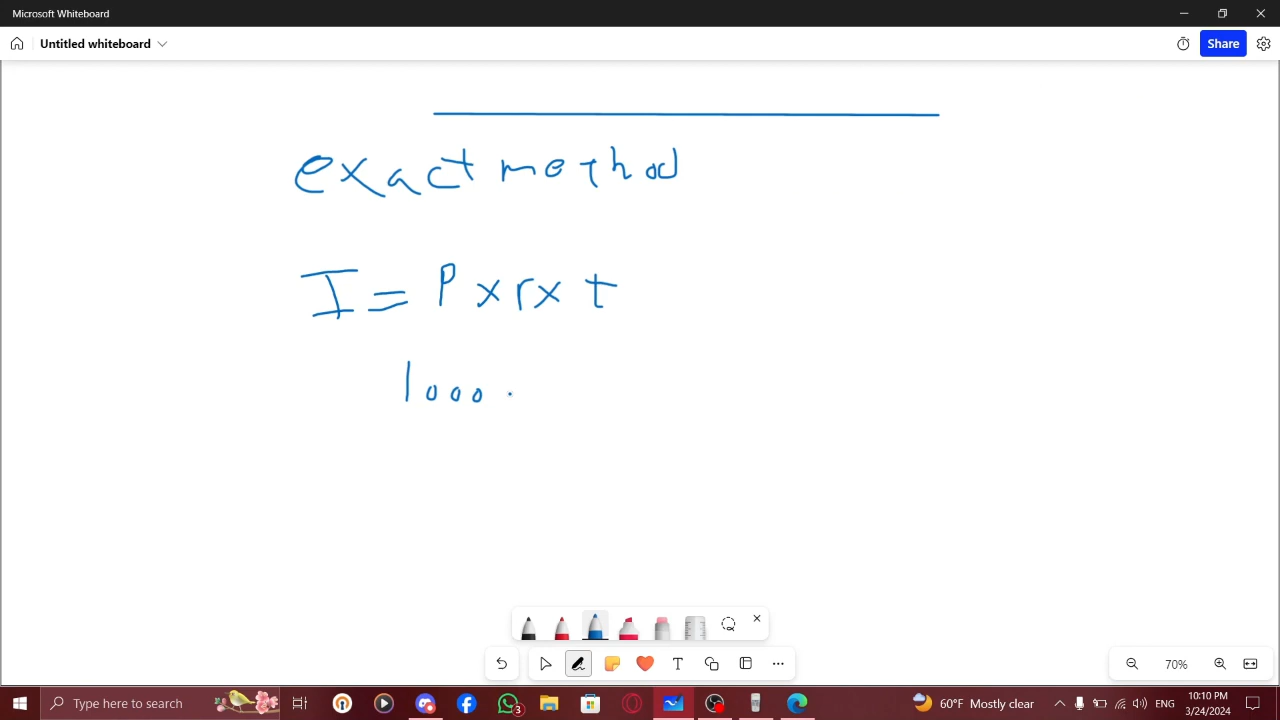 Microsoft Whiteboard
Untitled whiteboard
Share
exact method
I = P x r x t
1000
70%
Type here to search
3
60°F Mostly clear
ENG
10:10 PM
3/24/2024